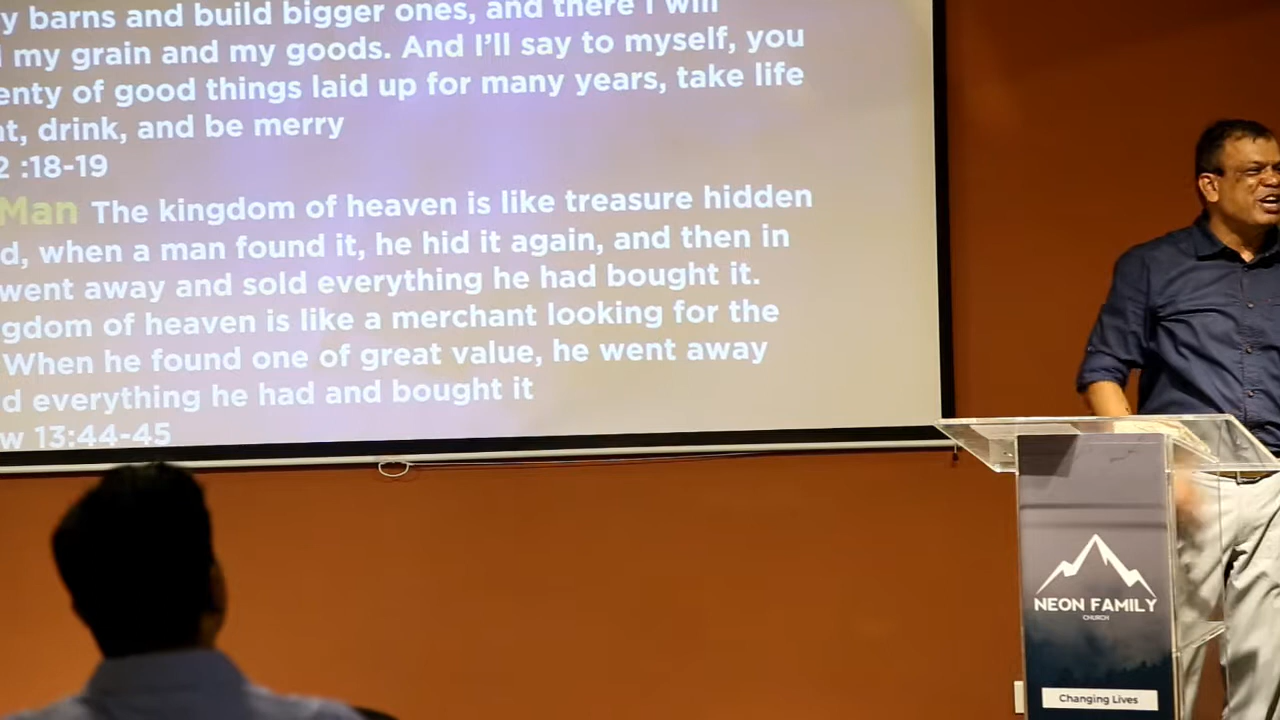 y barns and build bigger ones, and there I will
my grain and my goods. And I'll say to myself, you
enty of good things laid up for many years, take life
t, drink, and be merry
2 :18-19
Man The kingdom of heaven is like treasure hidden
d, when a man found it, he hid it again, and then in
went away and sold everything he had bought it.
gdom of heaven is like a merchant looking for the
When he found one of great value, he went away
d everything he had and bought it
w 13:44-45
NEON FAMILY
CHURCH
Changing Lives